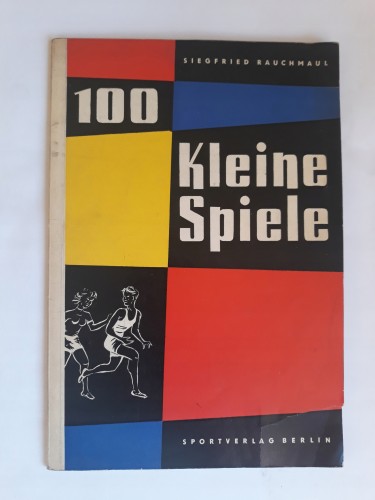 SIEGFRIED RAUCHMAUL
100
Kleine
Spiele
SPORTVERLAG BERLIN